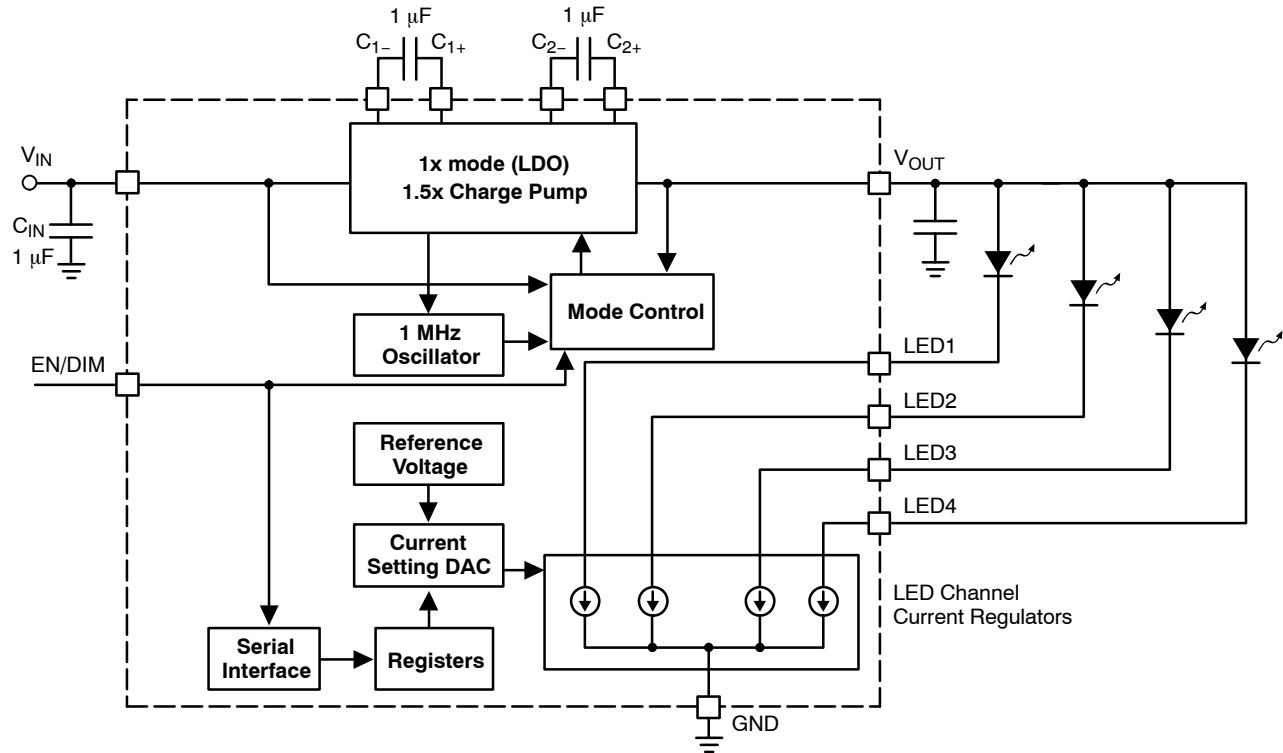 1 μF
1 μF
C1− C1+ C2− C2+
VIN
1x mode (LDO)
1.5x Charge Pump
VOUT
CIN
1 μF
Mode Control
1 MHz
Oscillator
EN/DIM
LED1
LED2
Reference
Voltage
LED3
LED4
Current
Setting DAC
LED Channel
Current Regulators
Serial
Interface
Registers
GND